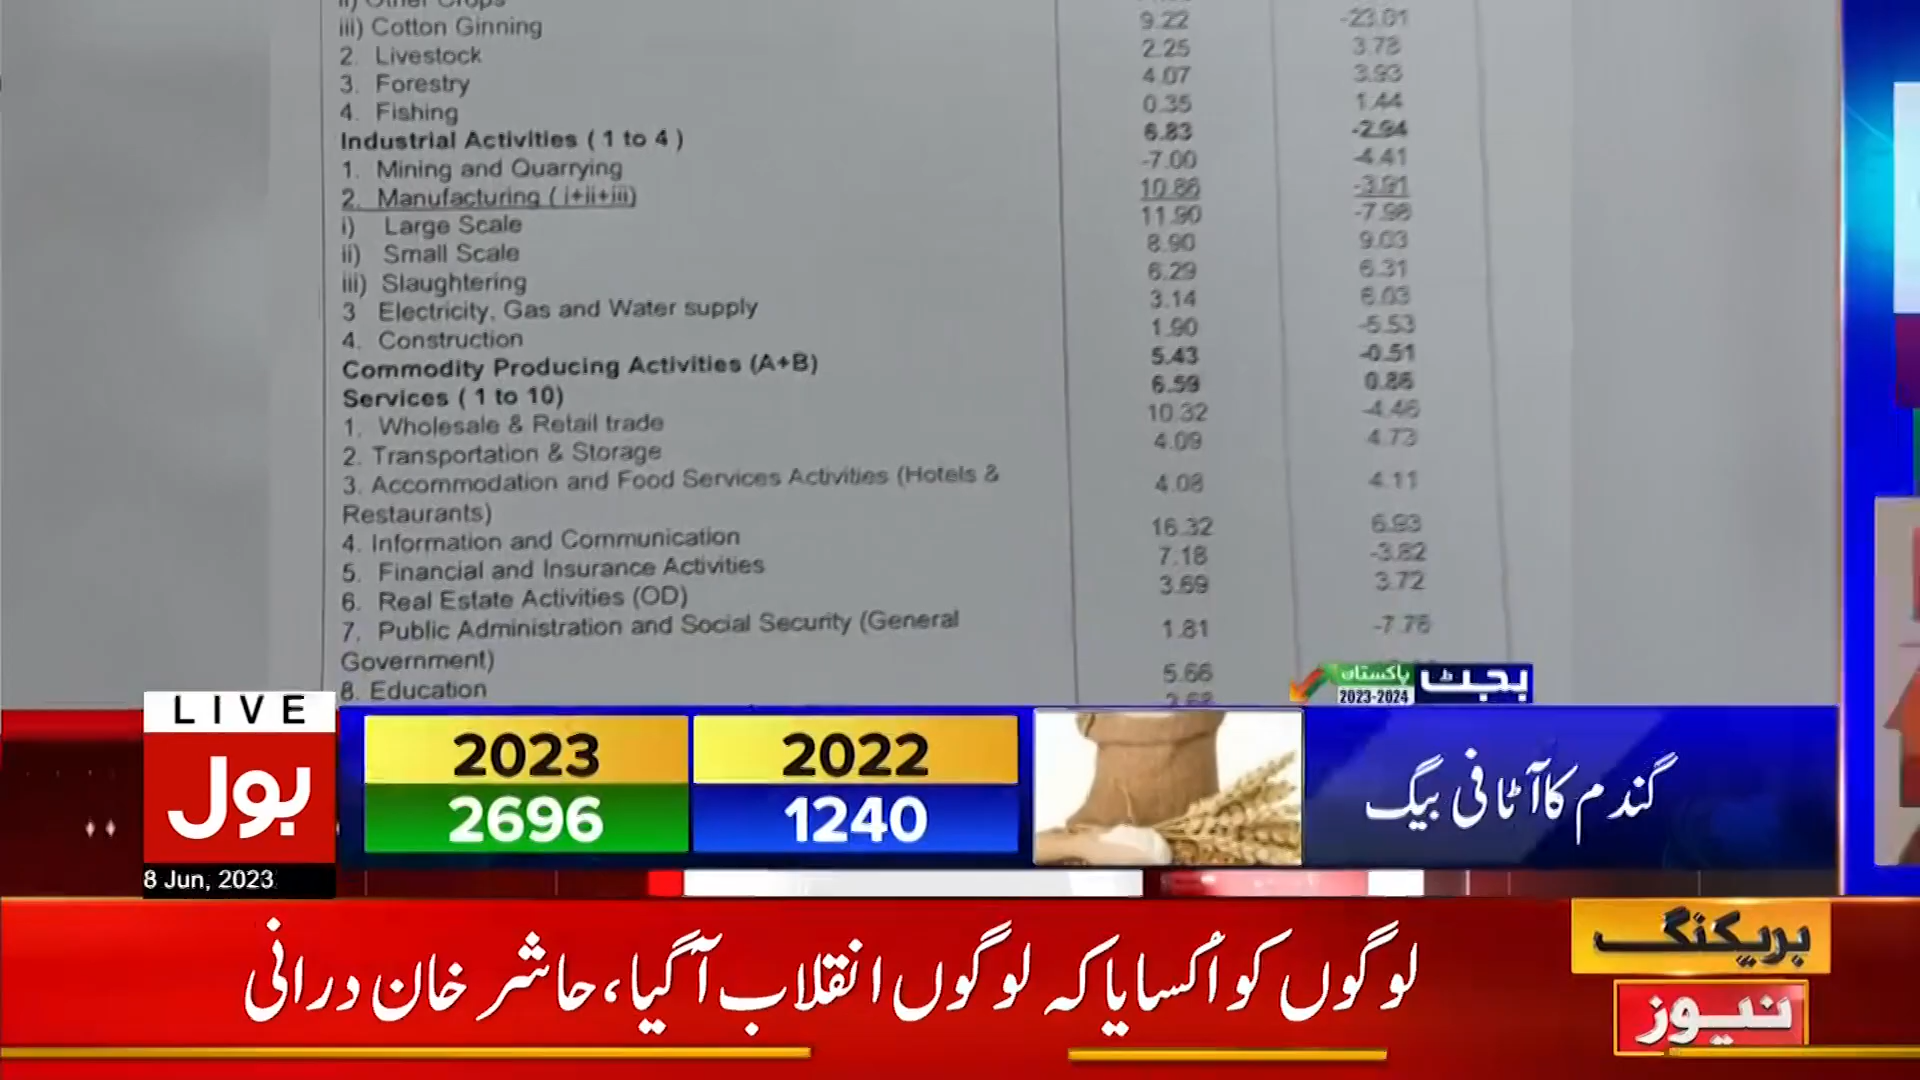 iii) Cotton Ginning 9.22 -23.01
2. Livestock 2.25 3.78
3. Forestry 4.07 3.93
4. Fishing 0.35 1.44
Industrial Activities ( 1 to 4 ) 6.83 -2.94
1. Mining and Quarrying -7.00 -4.41
2. Manufacturing ( i+ii+iii) 10.86 -3.91
i) Large Scale 11.90 -7.98
ii) Small Scale 8.90 9.03
iii) Slaughtering 6.29 6.31
3 Electricity, Gas and Water supply 3.14 6.03
4. Construction 1.90 -5.53
Commodity Producing Activities (A+B) 5.43 -0.51
Services ( 1 to 10) 6.59 0.86
1. Wholesale & Retail trade 10.32 -4.46
2. Transportation & Storage 4.09 4.73
3. Accommodation and Food Services Activities (Hotels &
Restaurants) 4.08 4.11
4. Information and Communication 16.32 6.93
5. Financial and Insurance Activities 7.18 -3.82
6. Real Estate Activities (OD) 3.69 3.72
7. Public Administration and Social Security (General
Government) 1.81 -7.76
8. Education 5.66
بجٹ
پاکستان
2023-2024
LIVE
بول
8 Jun, 2023
2023 2022
2696 1240
گندم کا آٹا فی بیگ
لوگوں کو اُکسایا کہ لوگوں انقلاب آ گیا، حاشر خان درانی
بریکنگ
نیوز